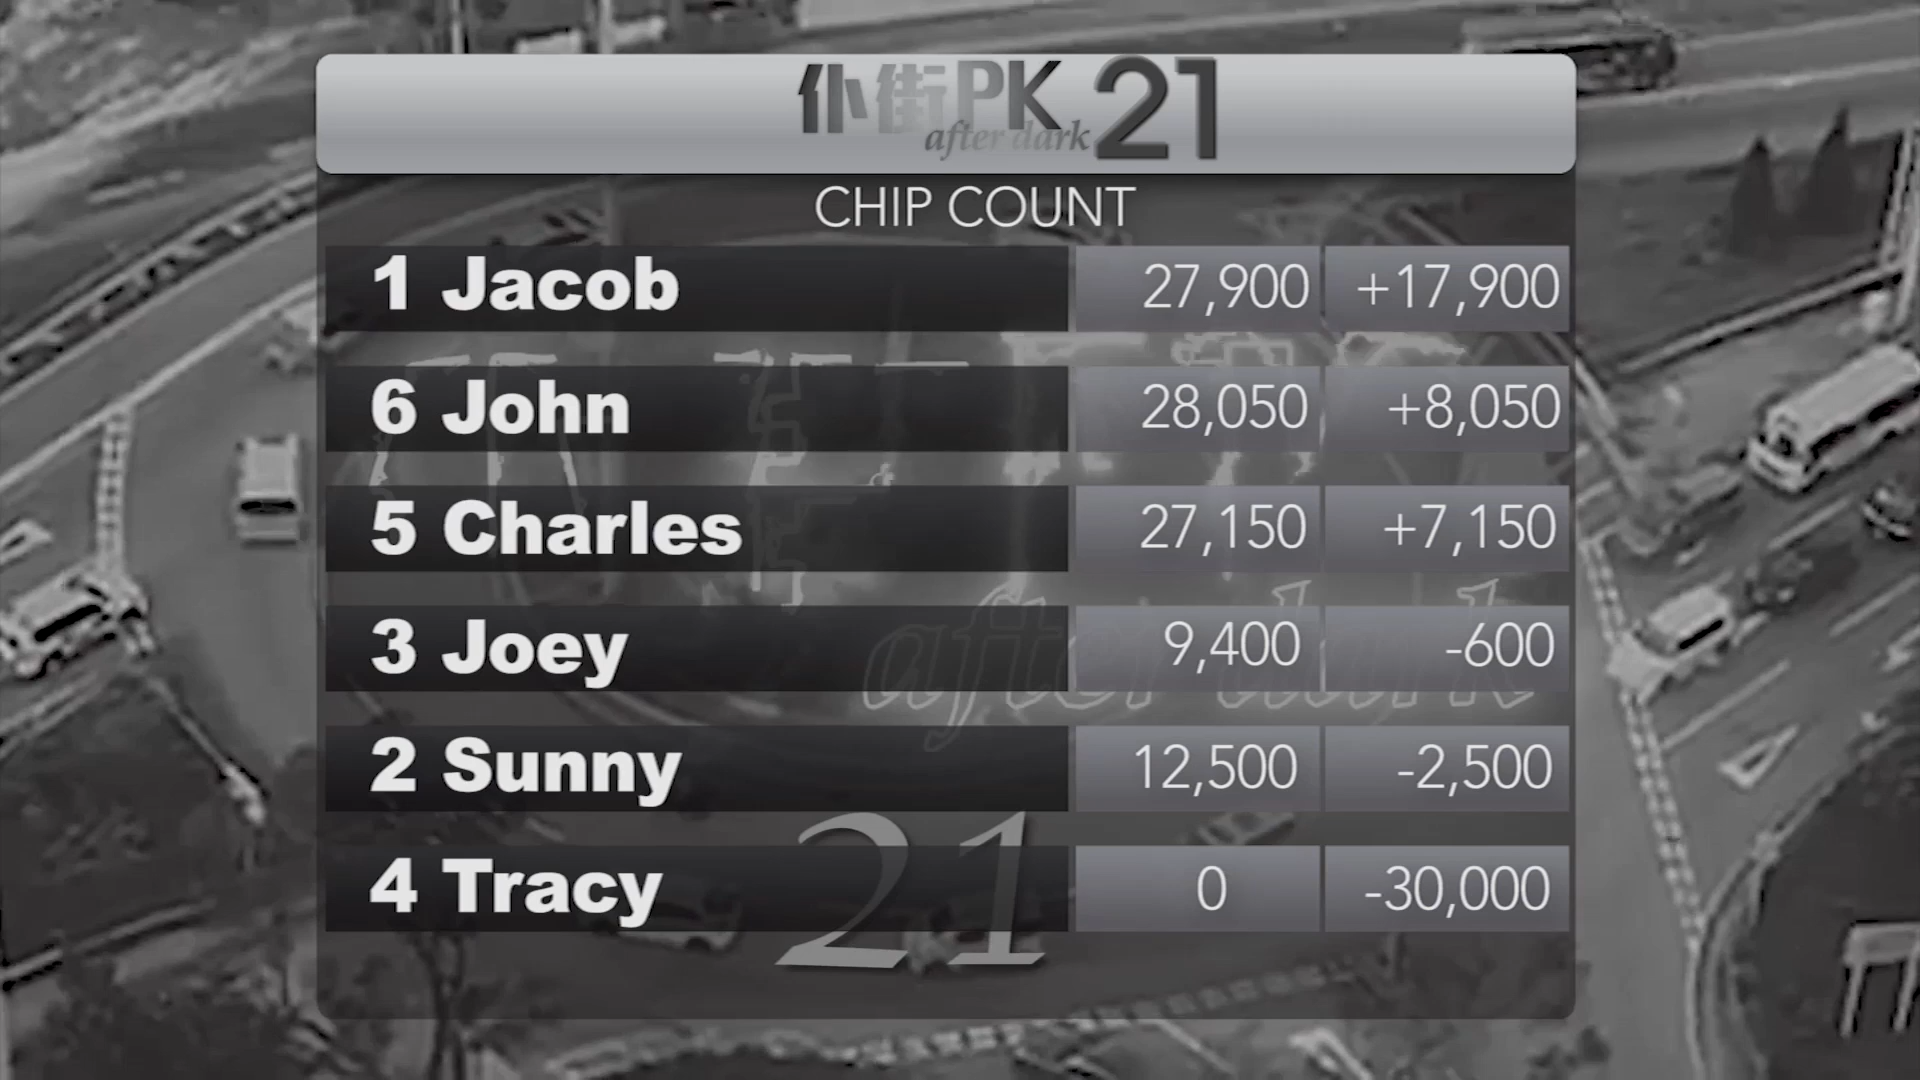 仆街PK 21
after dark
CHIP COUNT
1 Jacob 27,900 +17,900
6 John 28,050 +8,050
5 Charles 27,150 +7,150
3 Joey 9,400 -600
2 Sunny 12,500 -2,500
4 Tracy 0 -30,000
after dark
21